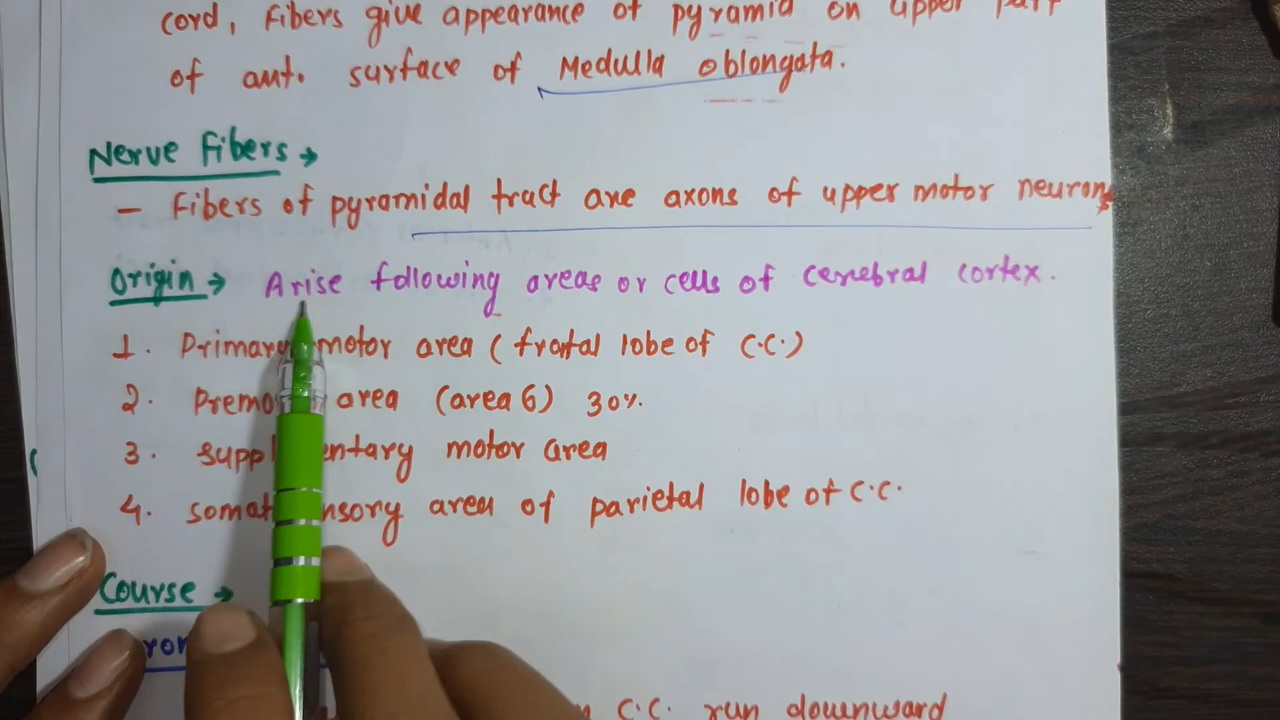 cord, Fibers give appearance of pyramid on upper part
of ant. surface of Medulla oblongata.
Nerve Fibers →
- Fibers of pyramidal tract are axons of upper motor neurons
Origin → Arise following areas or cells of cerebral cortex.
1. Primary motor area (frontal lobe of C.C.)
2. Premo area (area 6) 30%.
3. Suppl entary motor area
4. somat nsory area of parietal lobe of C.C.
Course →
C.C. run downward